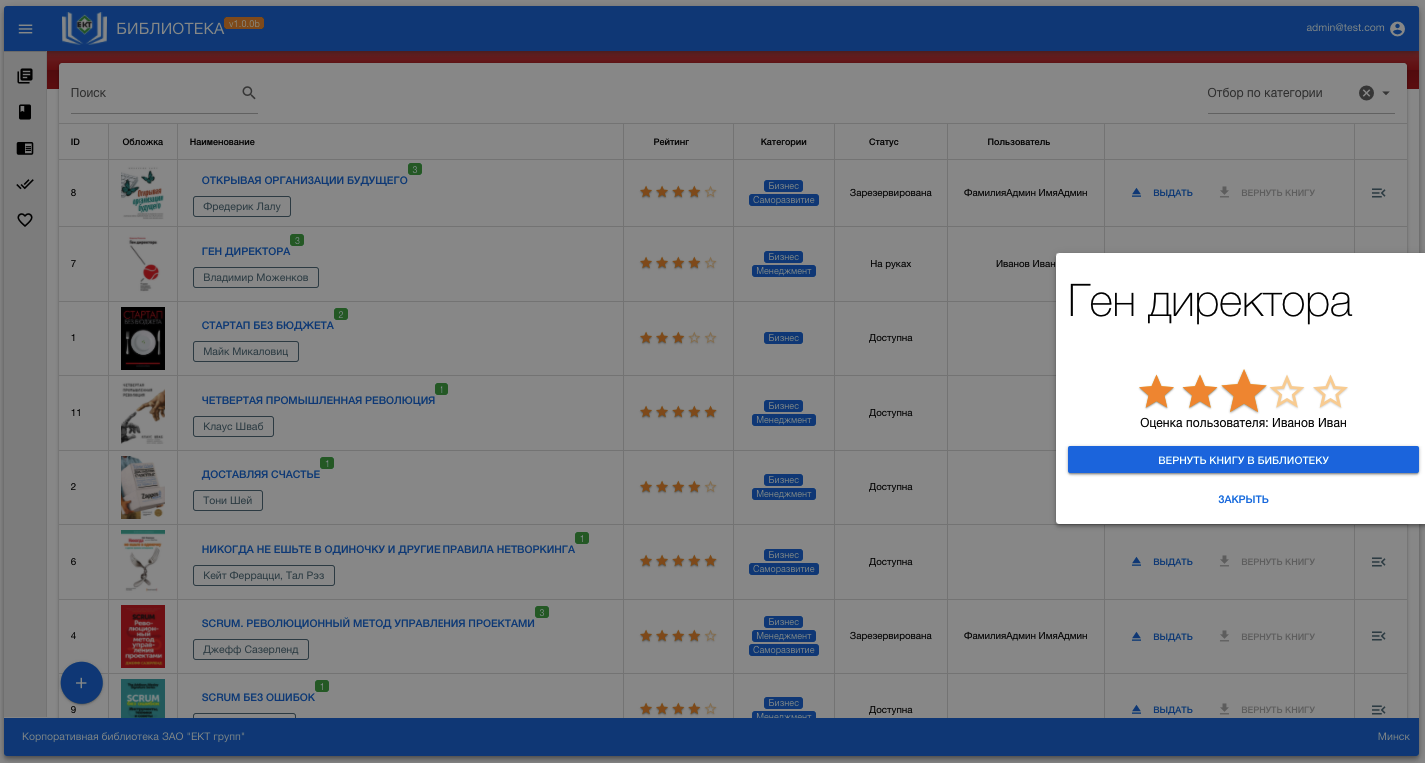 ЕКТ
БИБЛИОТЕКА v1.0.0b
admin@test.com
Поиск
Отбор по категории
ID Обложка Наименование Рейтинг Категории Статус Пользователь
8 ОТКРЫВАЯ ОРГАНИЗАЦИИ БУДУЩЕГО 3
Фредерик Лалу
Бизнес
Саморазвитие
Зарезервирована ФамилияАдмин ИмяАдмин ВЫДАТЬ ВЕРНУТЬ КНИГУ
7 ГЕН ДИРЕКТОРА 3
Владимир Моженков
Бизнес
Менеджмент
На руках Иванов Иван
Ген директора
Оценка пользователя: Иванов Иван
ВЕРНУТЬ КНИГУ В БИБЛИОТЕКУ
ЗАКРЫТЬ
1 СТАРТАП БЕЗ БЮДЖЕТА 2
Майк Микаловиц
Бизнес
Доступна
11 ЧЕТВЕРТАЯ ПРОМЫШЛЕННАЯ РЕВОЛЮЦИЯ 1
Клаус Шваб
Бизнес
Менеджмент
Доступна
2 ДОСТАВЛЯЯ СЧАСТЬЕ 1
Тони Шей
Бизнес
Менеджмент
Доступна
6 НИКОГДА НЕ ЕШЬТЕ В ОДИНОЧКУ И ДРУГИЕ ПРАВИЛА НЕТВОРКИНГА 1
Кейт Феррацци, Тал Рэз
Бизнес
Саморазвитие
Доступна ВЫДАТЬ ВЕРНУТЬ КНИГУ
4 SCRUM. РЕВОЛЮЦИОННЫЙ МЕТОД УПРАВЛЕНИЯ ПРОЕКТАМИ 3
Джефф Сазерленд
Бизнес
Менеджмент
Саморазвитие
Зарезервирована ФамилияАдмин ИмяАдмин ВЫДАТЬ ВЕРНУТЬ КНИГУ
9 SCRUM БЕЗ ОШИБОК 1
Бизнес
Менеджмент
Доступна ВЫДАТЬ ВЕРНУТЬ КНИГУ
Корпоративная библиотека ЗАО "ЕКТ групп"
Минск